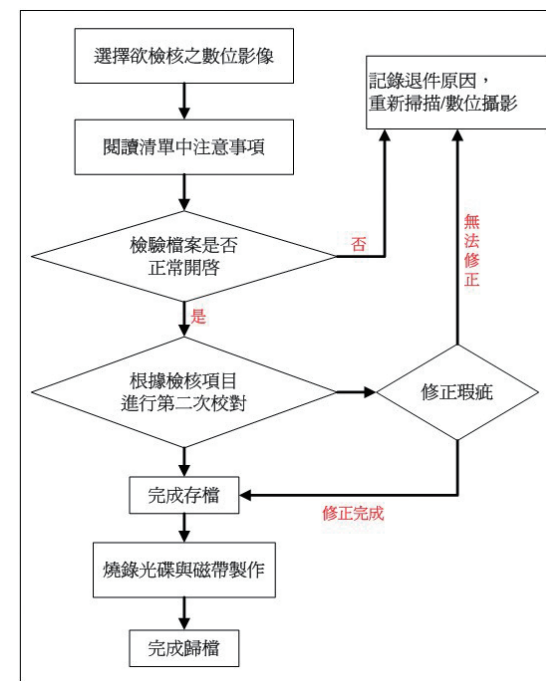 選擇欲檢核之數位影像
記錄退件原因，
重新掃描/數位攝影
閱讀清單中注意事項
檢驗檔案是否
正常開啓
否
無法修正
是
根據檢核項目
進行第二次校對
修正瑕疵
完成存檔
修正完成
燒錄光碟與磁帶製作
完成歸檔